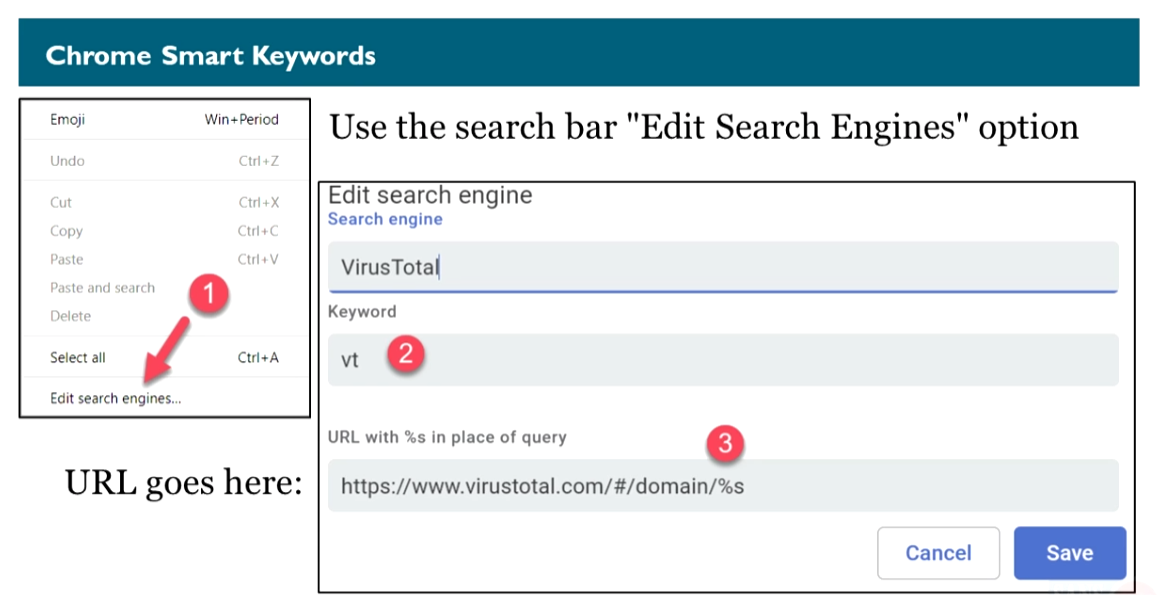 Chrome Smart Keywords
Emoji Win+Period
Undo Ctrl+Z
Cut Ctrl+X
Copy Ctrl+C
Paste Ctrl+V
Paste and search
Delete
Select all Ctrl+A
Edit search engines...
1
Use the search bar "Edit Search Engines" option
Edit search engine
Search engine
VirusTotal
Keyword
vt 2
URL with %s in place of query
3
URL goes here:
https://www.virustotal.com/#/domain/%s
Cancel Save